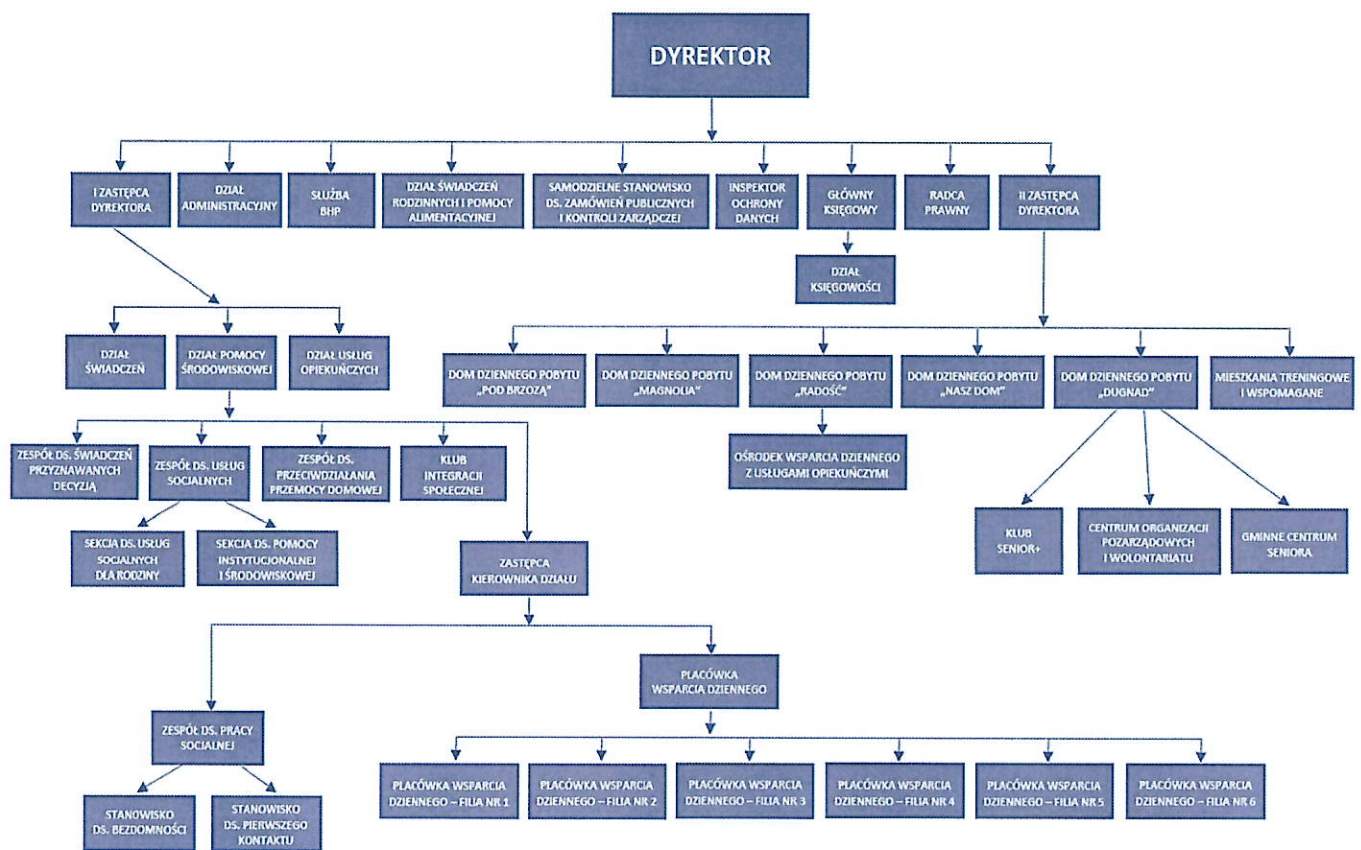 DYREKTOR
I ZASTĘPCA
DYREKTORA
DZIAŁ
ADMINISTRACYJNY
SŁUŻBA
BHP
DZIAŁ ŚWIADCZEŃ
RODZINNYCH I POMOCY
ALIMENTACYJNEJ
SAMODZIELNE STANOWISKO
DS. ZAMÓWIEŃ PUBLICZNYCH
I KONTROLI ZARZĄDCZEJ
INSPEKTOR
OCHRONY
DANYCH
GŁÓWNY
KSIĘGOWY
RADCA
PRAWNY
II ZASTĘPCA
DYREKTORA
DZIAŁ
KSIĘGOWOŚCI
DZIAŁ
ŚWIADCZEŃ
DZIAŁ POMOCY
ŚRODOWISKOWEJ
DZIAŁ USŁUG
OPIEKUŃCZYCH
DOM DZIENNEGO POBYTU
„POD BRZOZĄ”
DOM DZIENNEGO POBYTU
„MAGNOLIA”
DOM DZIENNEGO POBYTU
„RADOŚĆ”
DOM DZIENNEGO POBYTU
„NASZ DOM”
DOM DZIENNEGO POBYTU
„DUGNAD”
MIESZKANIA TRENINGOWE
I WSPOMAGANE
ZESPÓŁ DS. ŚWIADCZEŃ
PRZYZNAWANYCH
DECYZJĄ
ZESPÓŁ DS. USŁUG
SOCJALNYCH
ZESPÓŁ DS.
PRZECIWDZIAŁANIA
PRZEMOCY DOMOWEJ
KLUB
INTEGRACJI
SPOŁECZNEJ
OŚRODEK WSPARCIA DZIENNEGO
Z USŁUGAMI OPIEKUŃCZYMI
SEKCJA DS. USŁUG
SOCJALNYCH
DLA RODZINY
SEKCJA DS. POMOCY
INSTYTUCJONALNEJ
I ŚRODOWISKOWEJ
ZASTĘPCA
KIEROWNIKA DZIAŁU
KLUB
SENIOR+
CENTRUM ORGANIZACJI
POZARZĄDOWYCH
I WOLONTARIATU
GMINNE CENTRUM
SENIORA
PLACÓWKA
WSPARCIA DZIENNEGO
ZESPÓŁ DS. PRACY
SOCJALNEJ
PLACÓWKA WSPARCIA
DZIENNEGO – FILIA NR 1
PLACÓWKA WSPARCIA
DZIENNEGO – FILIA NR 2
PLACÓWKA WSPARCIA
DZIENNEGO – FILIA NR 3
PLACÓWKA WSPARCIA
DZIENNEGO – FILIA NR 4
PLACÓWKA WSPARCIA
DZIENNEGO – FILIA NR 5
PLACÓWKA WSPARCIA
DZIENNEGO – FILIA NR 6
STANOWISKO
DS. BEZDOMNOŚCI
STANOWISKO
DS. PIERWSZEGO
KONTAKTU